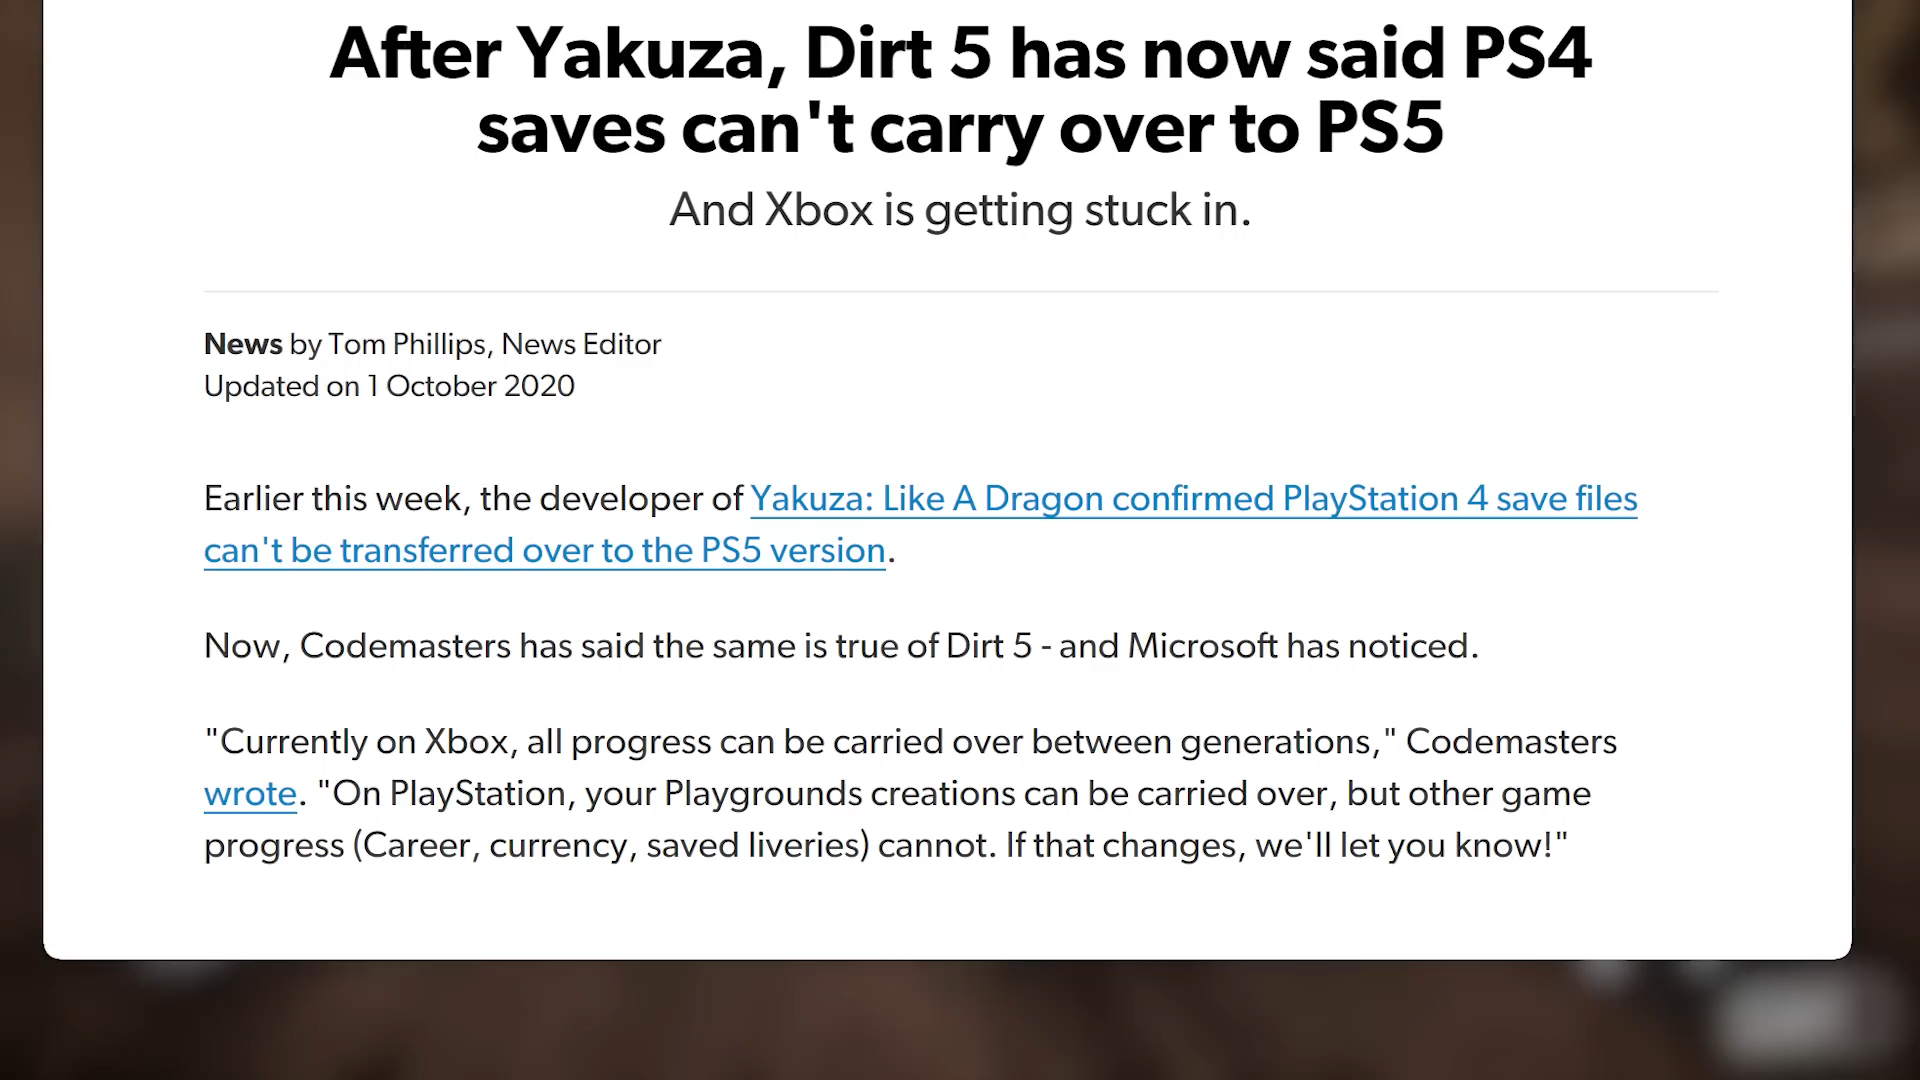 After Yakuza, Dirt 5 has now said PS4
saves can't carry over to PS5
And Xbox is getting stuck in.
News by Tom Phillips, News Editor
Updated on 1 October 2020
Earlier this week, the developer of Yakuza: Like A Dragon confirmed PlayStation 4 save files
can't be transferred over to the PS5 version.
Now, Codemasters has said the same is true of Dirt 5 - and Microsoft has noticed.
"Currently on Xbox, all progress can be carried over between generations," Codemasters
wrote. "On PlayStation, your Playgrounds creations can be carried over, but other game
progress (Career, currency, saved liveries) cannot. If that changes, we'll let you know!"